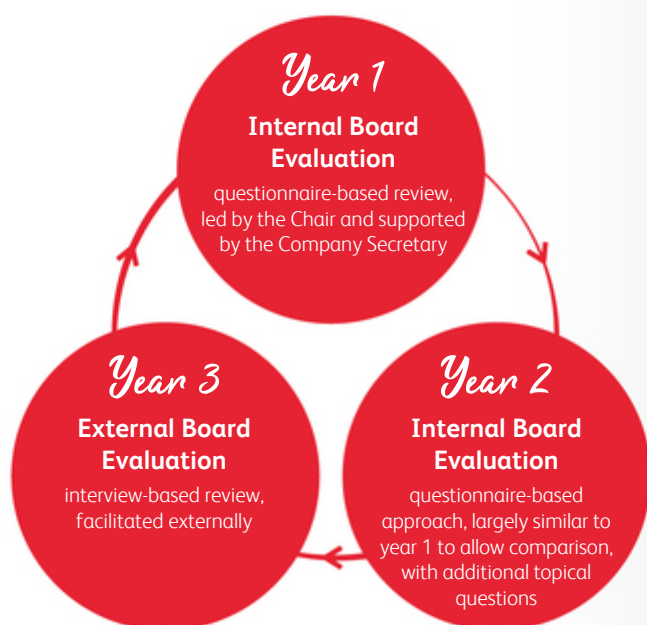 Year 1
Internal Board
Evaluation
questionnaire-based review,
led by the Chair and supported
by the Company Secretary
Year 2
Internal Board
Evaluation
questionnaire-based
approach, largely similar to
year 1 to allow comparison,
with additional topical
questions
Year 3
External Board
Evaluation
interview-based review,
facilitated externally